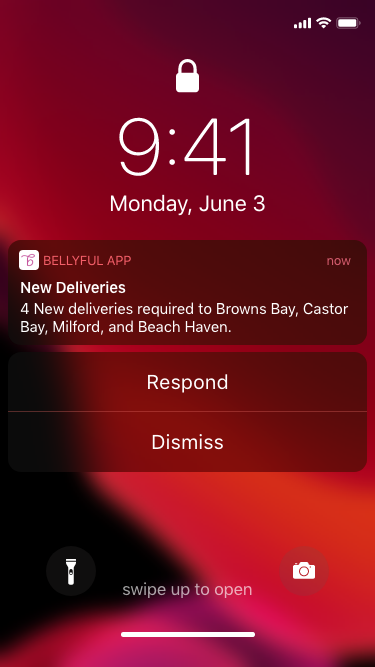 9:41
Monday, June 3
BELLYFUL APP now
New Deliveries
4 New deliveries required to Browns Bay, Castor
Bay, Milford, and Beach Haven.
Respond
Dismiss
swipe up to open